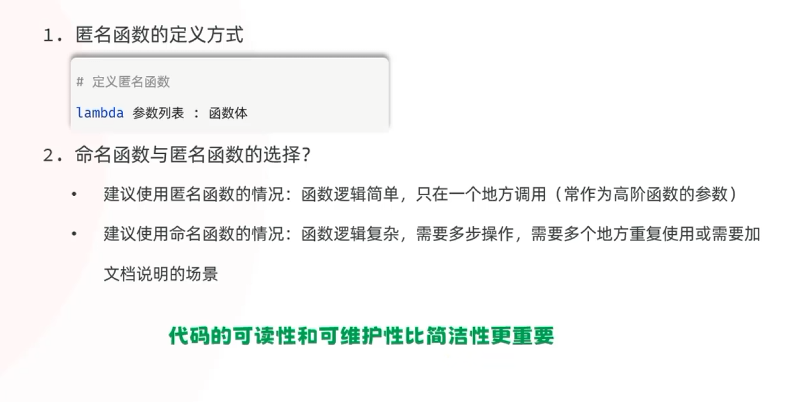 1. 匿名函数的定义方式
# 定义匿名函数
lambda 参数列表 : 函数体
2. 命名函数与匿名函数的选择？
• 建议使用匿名函数的情况：函数逻辑简单，只在一个地方调用（常作为高阶函数的参数）
• 建议使用命名函数的情况：函数逻辑复杂，需要多步操作，需要多个地方重复使用或需要加
文档说明的场景
代码的可读性和可维护性比简洁性更重要